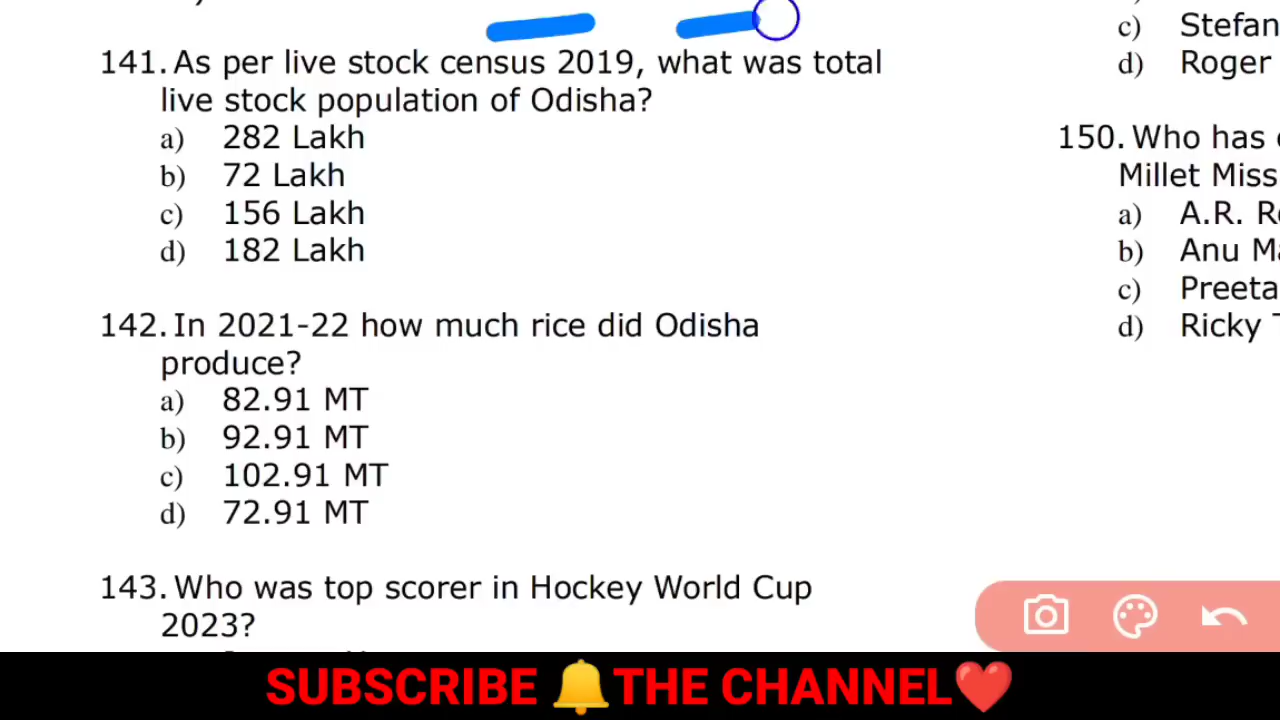 141. As per live stock census 2019, what was total
live stock population of Odisha?
a) 282 Lakh
b) 72 Lakh
c) 156 Lakh
d) 182 Lakh
142. In 2021-22 how much rice did Odisha
produce?
a) 82.91 MT
b) 92.91 MT
c) 102.91 MT
d) 72.91 MT
143. Who was top scorer in Hockey World Cup
2023?
c) Stefan
d) Roger
150. Who has
Millet Miss
a) A.R.
b) Anu
c) Preeta
d) Ricky
SUBSCRIBE 🔔 THE CHANNEL❤️